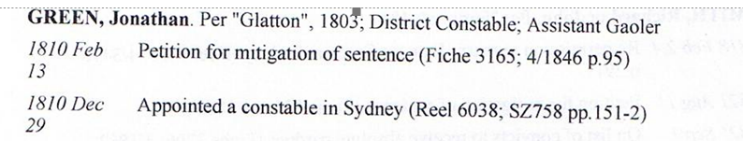 GREEN, Jonathan. Per "Glatton", 1803; District Constable; Assistant Gaoler
1810 Feb 13 Petition for mitigation of sentence (Fiche 3165; 4/1846 p.95)
1810 Dec 29 Appointed a constable in Sydney (Reel 6038; SZ758 pp.151-2)